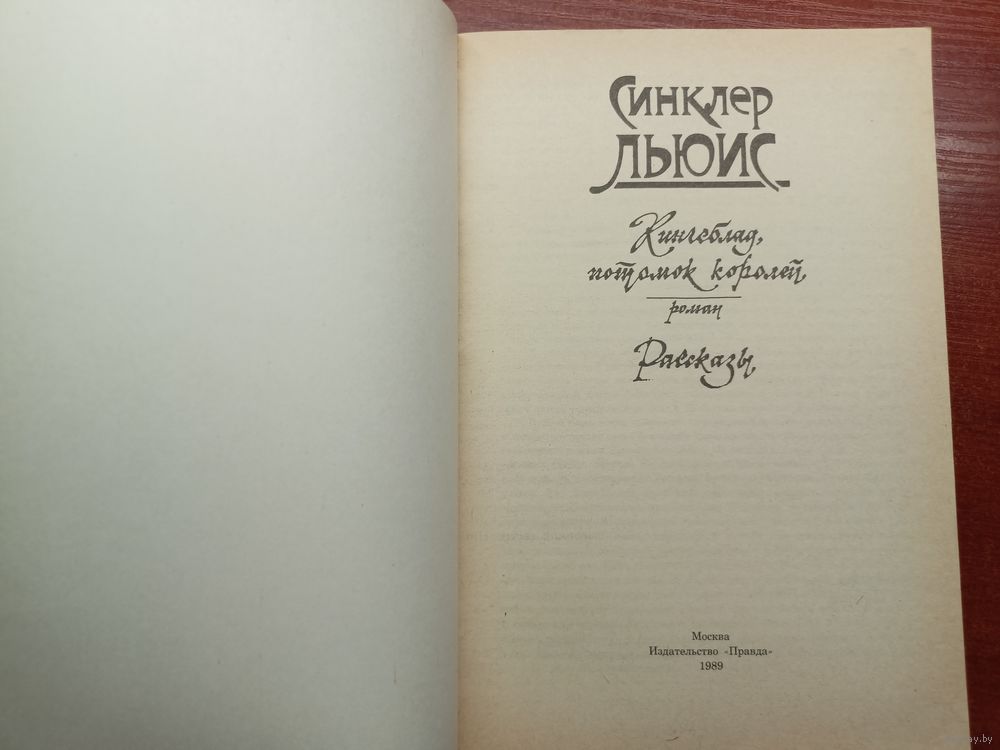 Синклер
Льюис
Кингсблад,
потомок королей
роман
Рассказы
Москва
Издательство «Правда»
1989